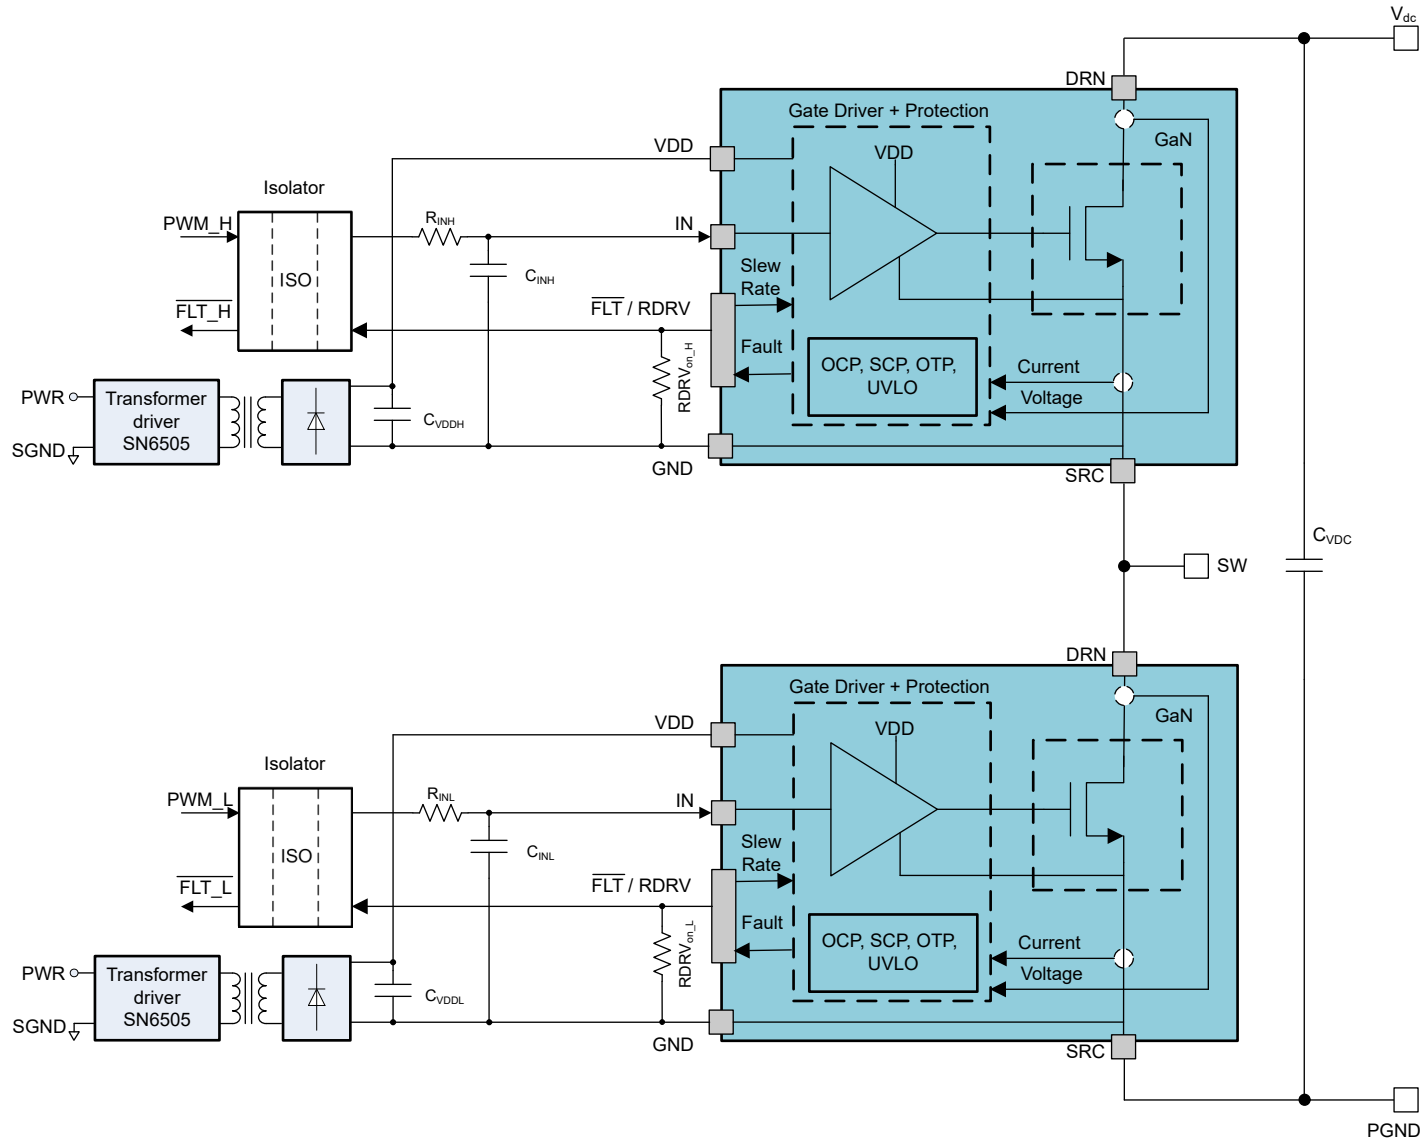 Vdc
DRN
Gate Driver + Protection
GaN
VDD
VDD
Isolator
PWM_H
RINH
IN
ISO
CINH
Slew
Rate
FLT_H
FLT / RDRV
RDRVon_H
Fault
OCP, SCP, OTP,
UVLO
Current
Voltage
PWR
Transformer
driver
SN6505
CVDDH
SGND
GND
SRC
CVDC
SW
DRN
Gate Driver + Protection
GaN
VDD
VDD
Isolator
PWM_L
RINL
IN
ISO
CINL
Slew
Rate
FLT_L
FLT / RDRV
RDRVon_L
Fault
OCP, SCP, OTP,
UVLO
Current
Voltage
PWR
Transformer
driver
SN6505
CVDDL
SGND
GND
SRC
PGND